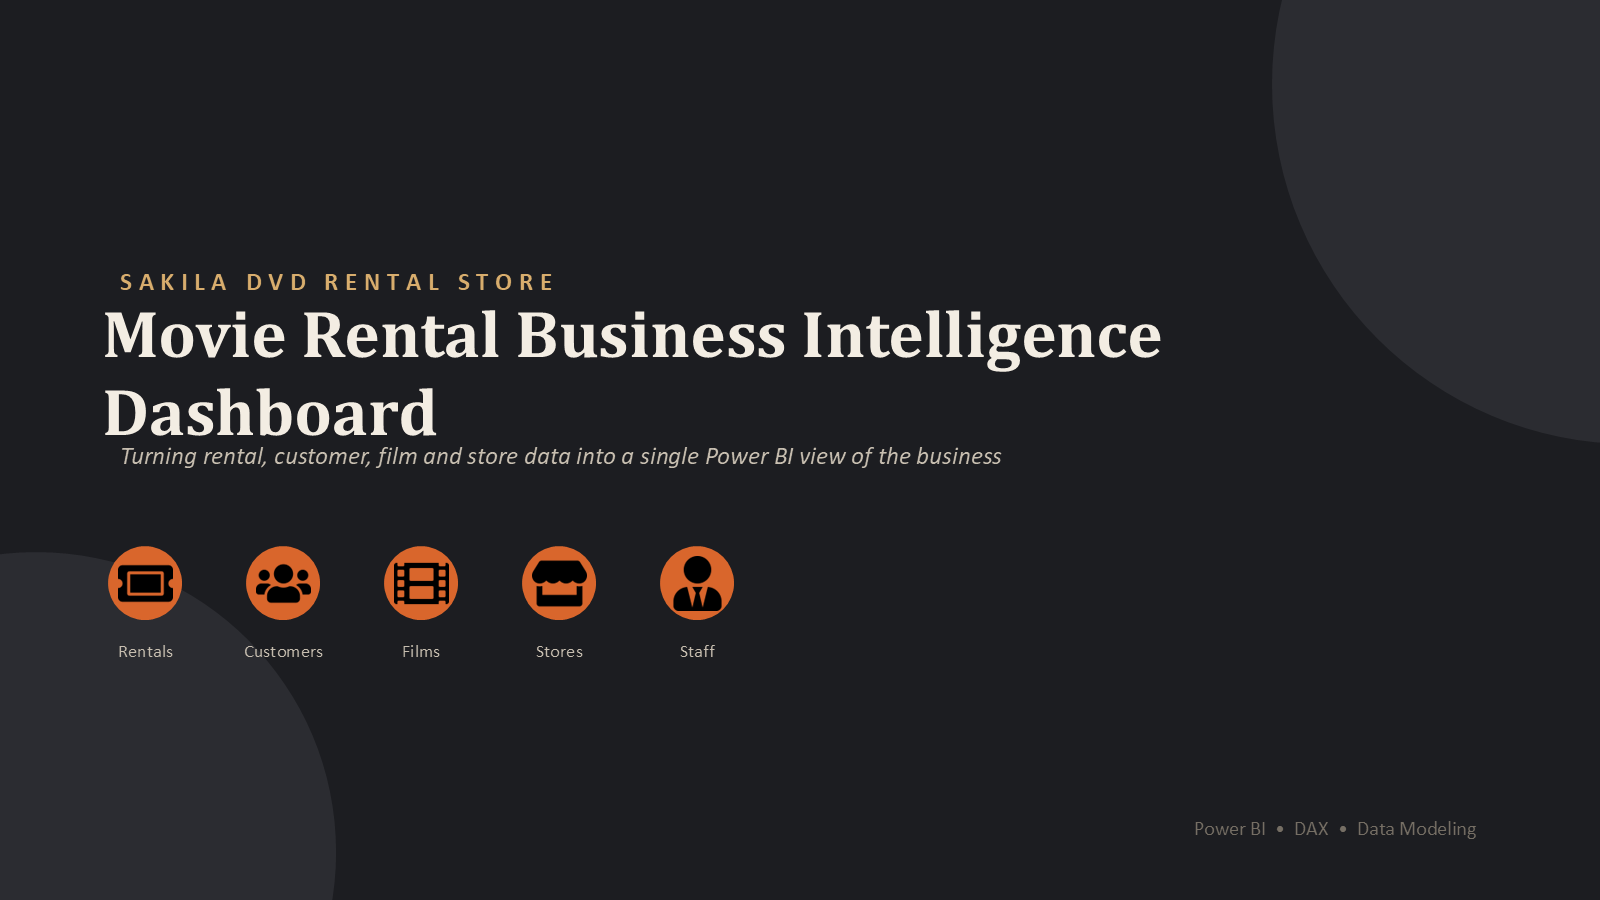 SAKILA DVD RENTAL STORE
Movie Rental Business Intelligence
Dashboard
Turning rental, customer, film and store data into a single Power BI view of the business
Rentals
Customers
Films
Stores
Staff
Power BI • DAX • Data Modeling